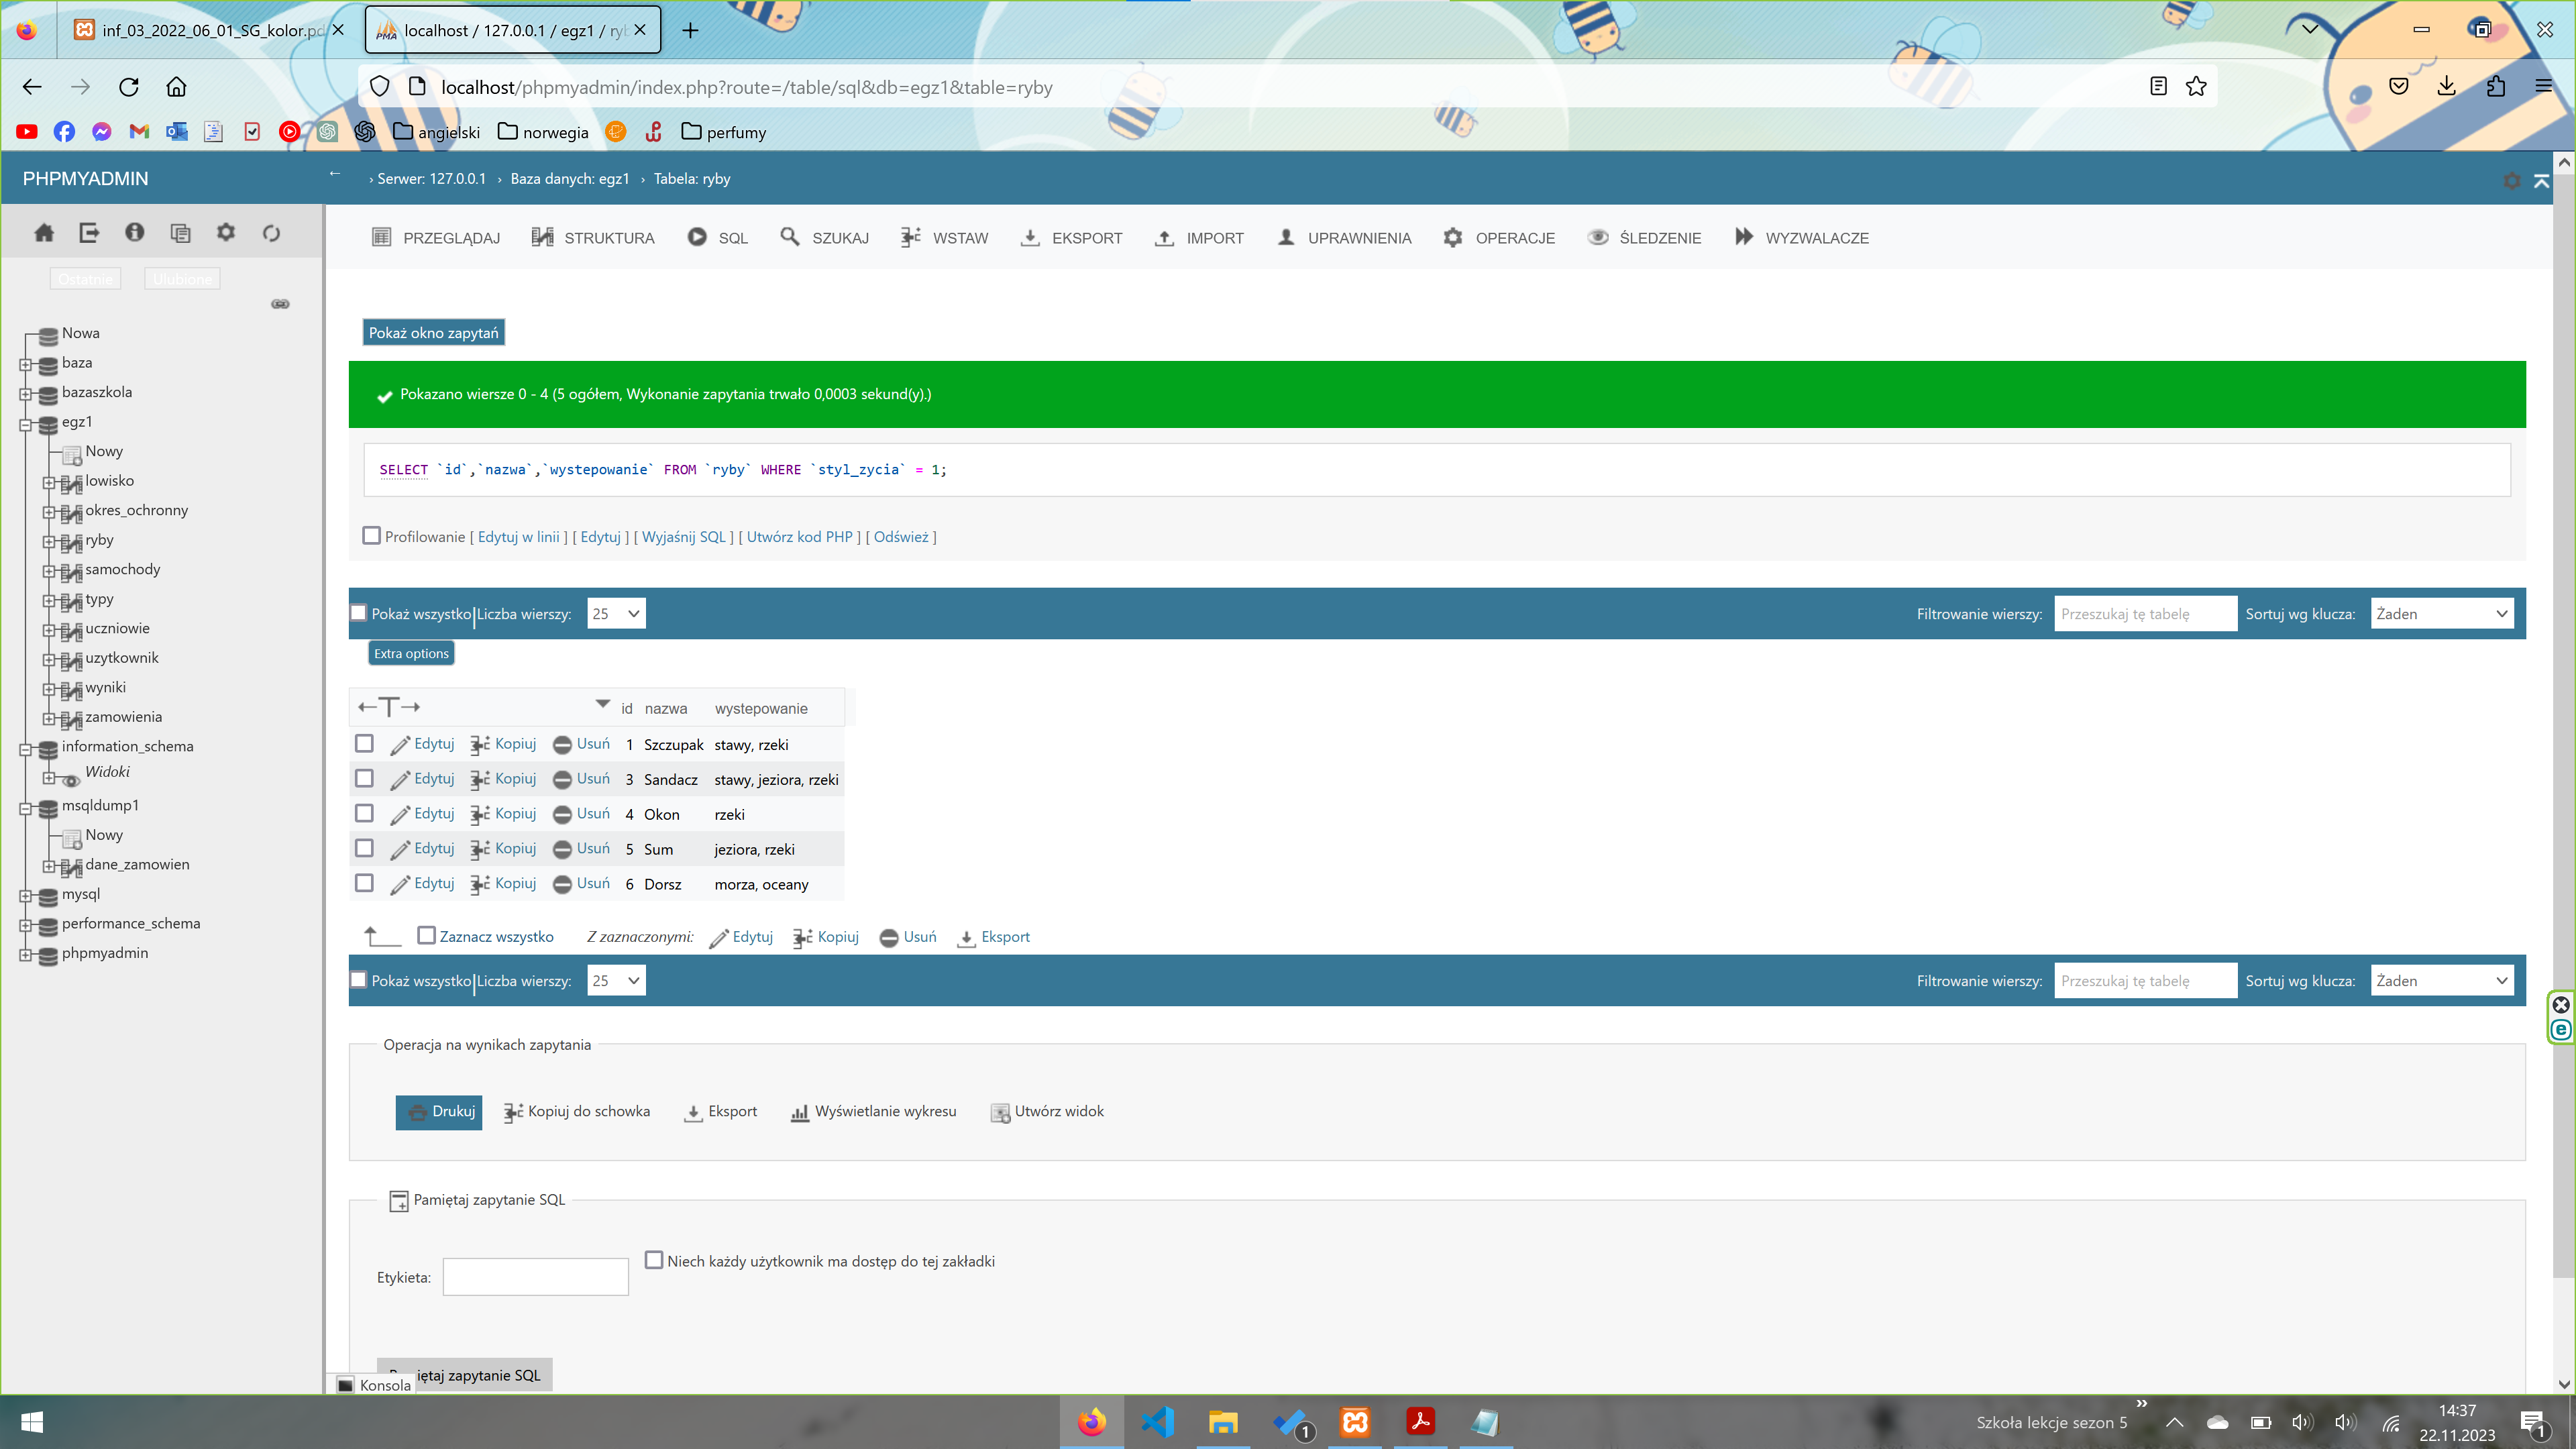 inf_03_2022_06_01_SG_kolor.pd
localhost / 127.0.0.1 / egz1 / ryb
localhost/phpmyadmin/index.php?route=/table/sql&db=egz1&table=ryby
angielski
norwegia
perfumy
PHPMYADMIN
← › Serwer: 127.0.0.1 › Baza danych: egz1 › Tabela: ryby
PRZEGLĄDAJ STRUKTURA SQL SZUKAJ WSTAW EKSPORT IMPORT UPRAWNIENIA OPERACJE ŚLEDZENIE WYZWALACZE
Ostatnie Ulubione
Nowa
baza
bazaszkola
egz1
Nowy
lowisko
okres_ochronny
ryby
samochody
typy
uczniowie
uzytkownik
wyniki
zamowienia
information_schema
Widoki
msqldump1
Nowy
dane_zamowien
mysql
performance_schema
phpmyadmin
Pokaż okno zapytań
Pokazano wiersze 0 - 4 (5 ogółem, Wykonanie zapytania trwało 0,0003 sekund(y).)
SELECT `id`,`nazwa`,`wystepowanie` FROM `ryby` WHERE `styl_zycia` = 1;
Profilowanie [ Edytuj w linii ] [ Edytuj ] [ Wyjaśnij SQL ] [ Utwórz kod PHP ] [ Odśwież ]
Pokaż wszystko | Liczba wierszy: 25 Filtrowanie wierszy: Przeszukaj tę tabelę Sortuj wg klucza: Żaden
Extra options
←T→ id nazwa wystepowanie
Edytuj Kopiuj Usuń 1 Szczupak stawy, rzeki
Edytuj Kopiuj Usuń 3 Sandacz stawy, jeziora, rzeki
Edytuj Kopiuj Usuń 4 Okon rzeki
Edytuj Kopiuj Usuń 5 Sum jeziora, rzeki
Edytuj Kopiuj Usuń 6 Dorsz morza, oceany
Zaznacz wszystko Z zaznaczonymi: Edytuj Kopiuj Usuń Eksport
Pokaż wszystko | Liczba wierszy: 25 Filtrowanie wierszy: Przeszukaj tę tabelę Sortuj wg klucza: Żaden
Operacja na wynikach zapytania
Drukuj Kopiuj do schowka Eksport Wyświetlanie wykresu Utwórz widok
Pamiętaj zapytanie SQL
Etykieta: Niech każdy użytkownik ma dostęp do tej zakładki
zapytanie SQL
Konsola
Szkoła lekcje sezon 5
14:37
22.11.2023